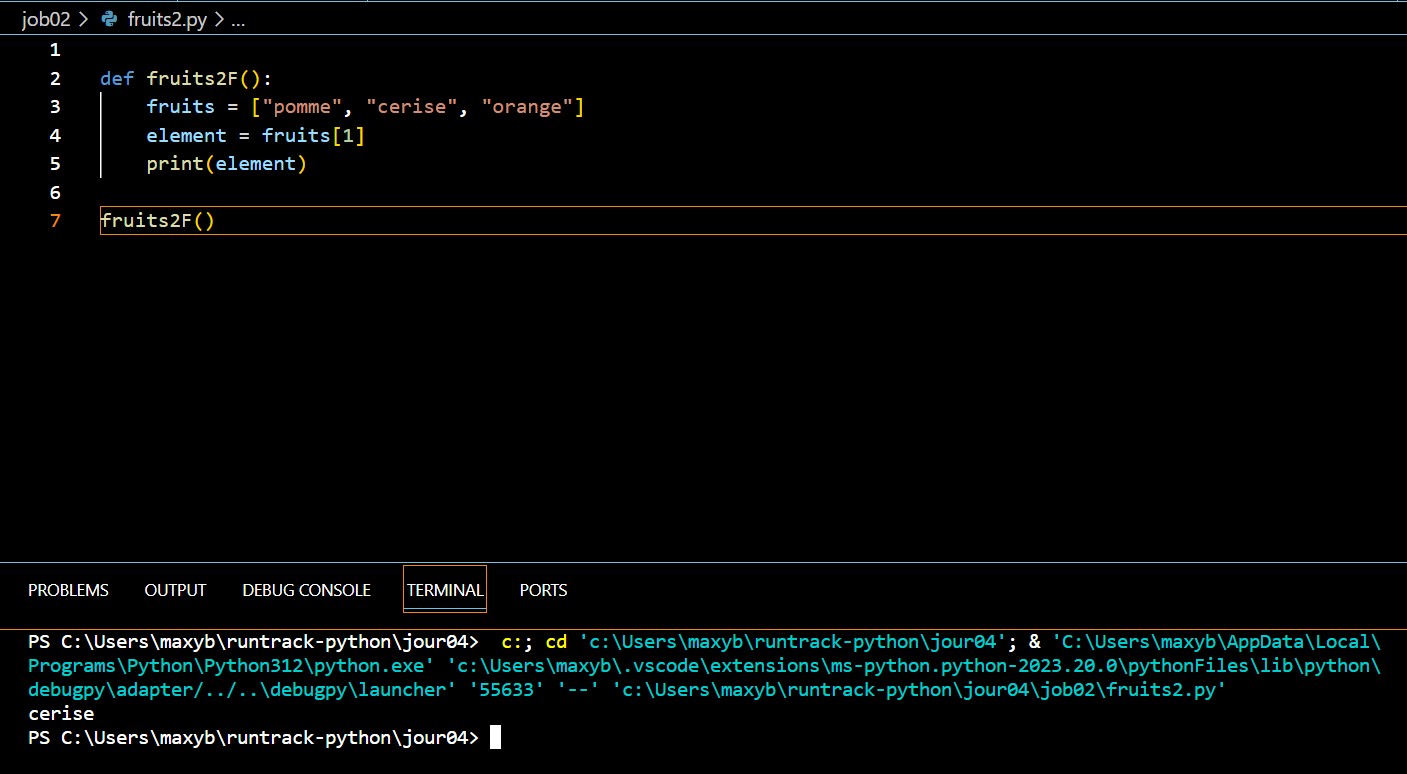 job02 > fruits2.py > ...
1
2 def fruits2F():
3     fruits = ["pomme", "cerise", "orange"]
4     element = fruits[1]
5     print(element)
6
7 fruits2F()
PROBLEMS OUTPUT DEBUG CONSOLE TERMINAL PORTS
PS C:\Users\maxyb\runtrack-python\jour04>  c:; cd 'c:\Users\maxyb\runtrack-python\jour04'; & 'C:\Users\maxyb\AppData\Local\
Programs\Python\Python312\python.exe' 'c:\Users\maxyb\.vscode\extensions\ms-python.python-2023.20.0\pythonFiles\lib\python\
debugpy\adapter/../..\debugpy\launcher' '55633' '--' 'c:\Users\maxyb\runtrack-python\jour04\job02\fruits2.py'
cerise
PS C:\Users\maxyb\runtrack-python\jour04>